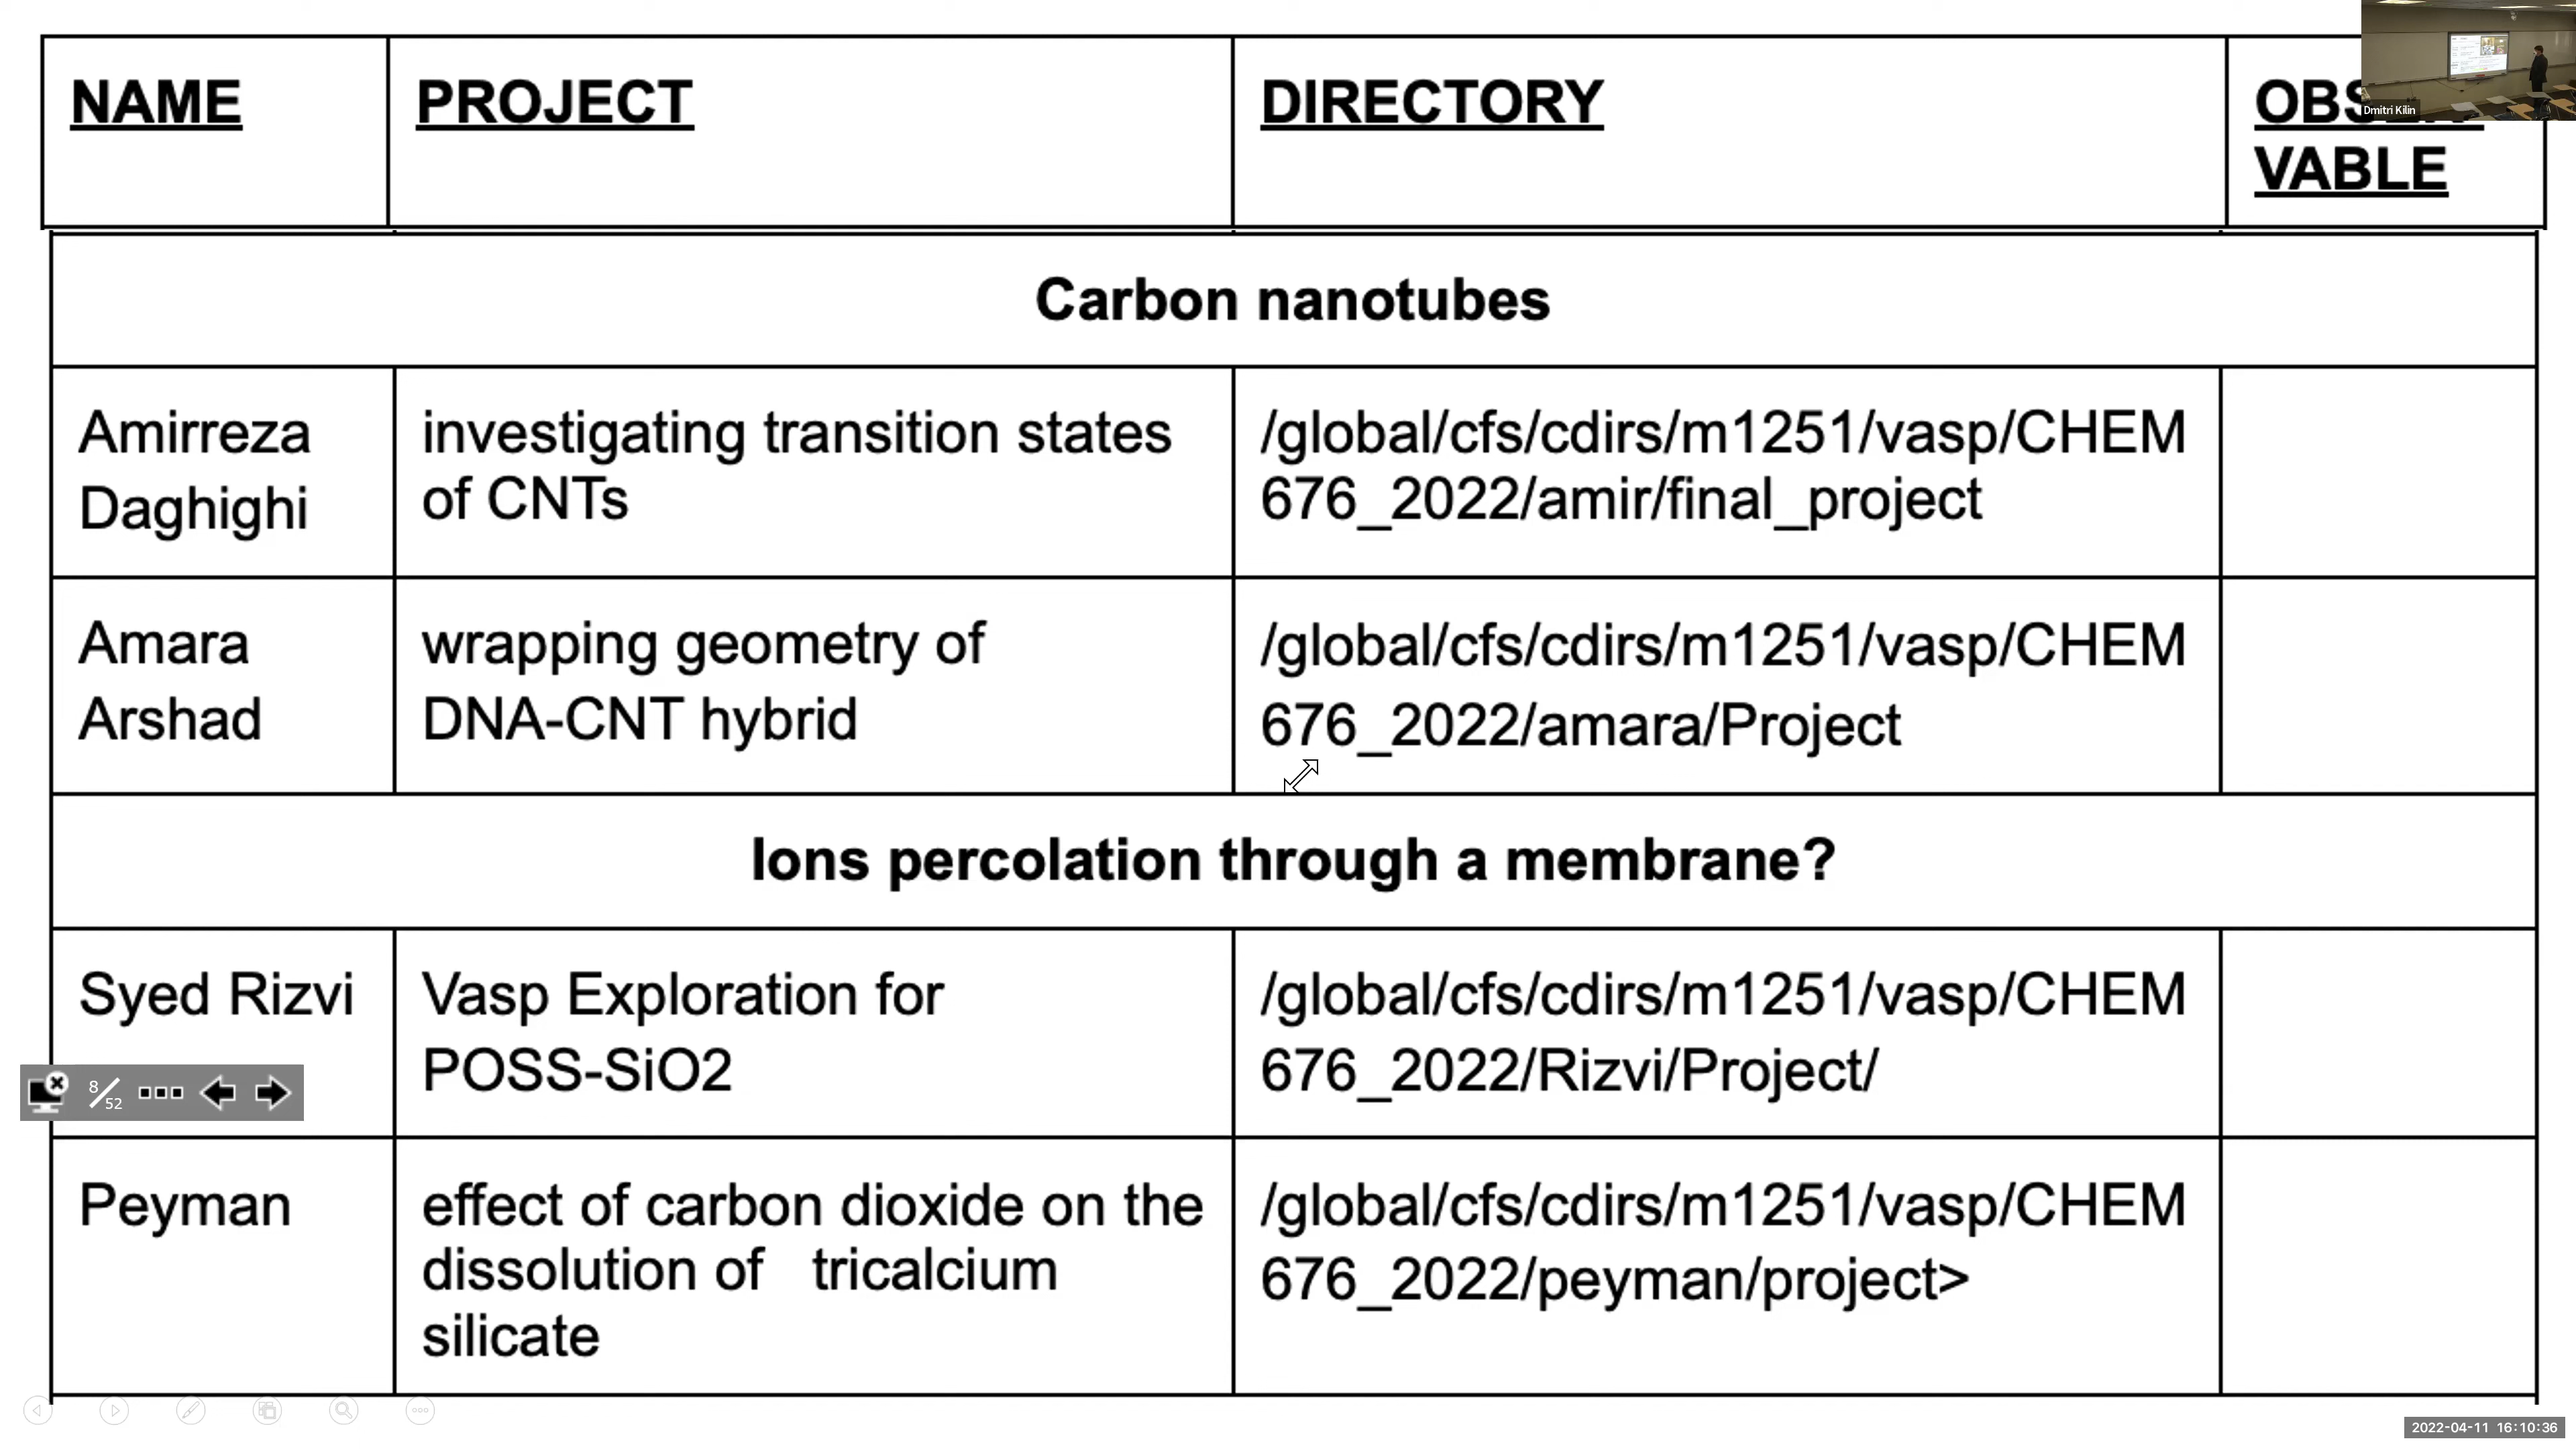 NAME
PROJECT
DIRECTORY
VABLE
Dmitri Kilin
Carbon nanotubes
Amirreza
Daghighi
investigating transition states
of CNTs
/global/cfs/cdirs/m1251/vasp/CHEM
676_2022/amir/final_project
Amara
Arshad
wrapping geometry of
DNA-CNT hybrid
/global/cfs/cdirs/m1251/vasp/CHEM
676_2022/amara/Project
Ions percolation through a membrane?
Syed Rizvi
Vasp Exploration for
POSS-SiO2
/global/cfs/cdirs/m1251/vasp/CHEM
676_2022/Rizvi/Project/
8/52
Peyman
effect of carbon dioxide on the
dissolution of   tricalcium
silicate
/global/cfs/cdirs/m1251/vasp/CHEM
676_2022/peyman/project>
2022-04-11 16:10:36